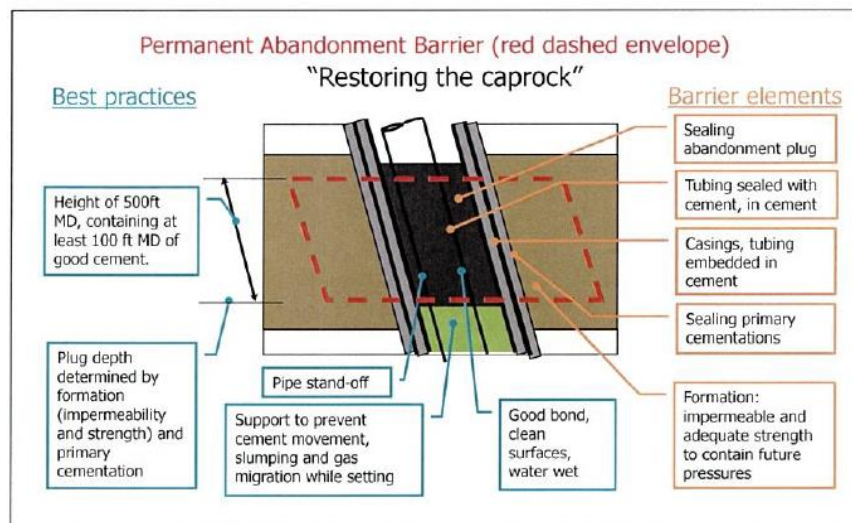 Permanent Abandonment Barrier (red dashed envelope)
"Restoring the caprock"
Best practices
Height of 500ft
MD, containing at
least 100 ft MD of
good cement.
Plug depth
determined by
formation
(impermeability
and strength) and
primary
cementation
Pipe stand-off
Support to prevent
cement movement,
slumping and gas
migration while setting
Good bond,
clean
surfaces,
water wet
Barrier elements
Sealing
abandonment plug
Tubing sealed with
cement, in cement
Casings, tubing
embedded in
cement
Sealing primary
cementations
Formation:
impermeable and
adequate strength
to contain future
pressures